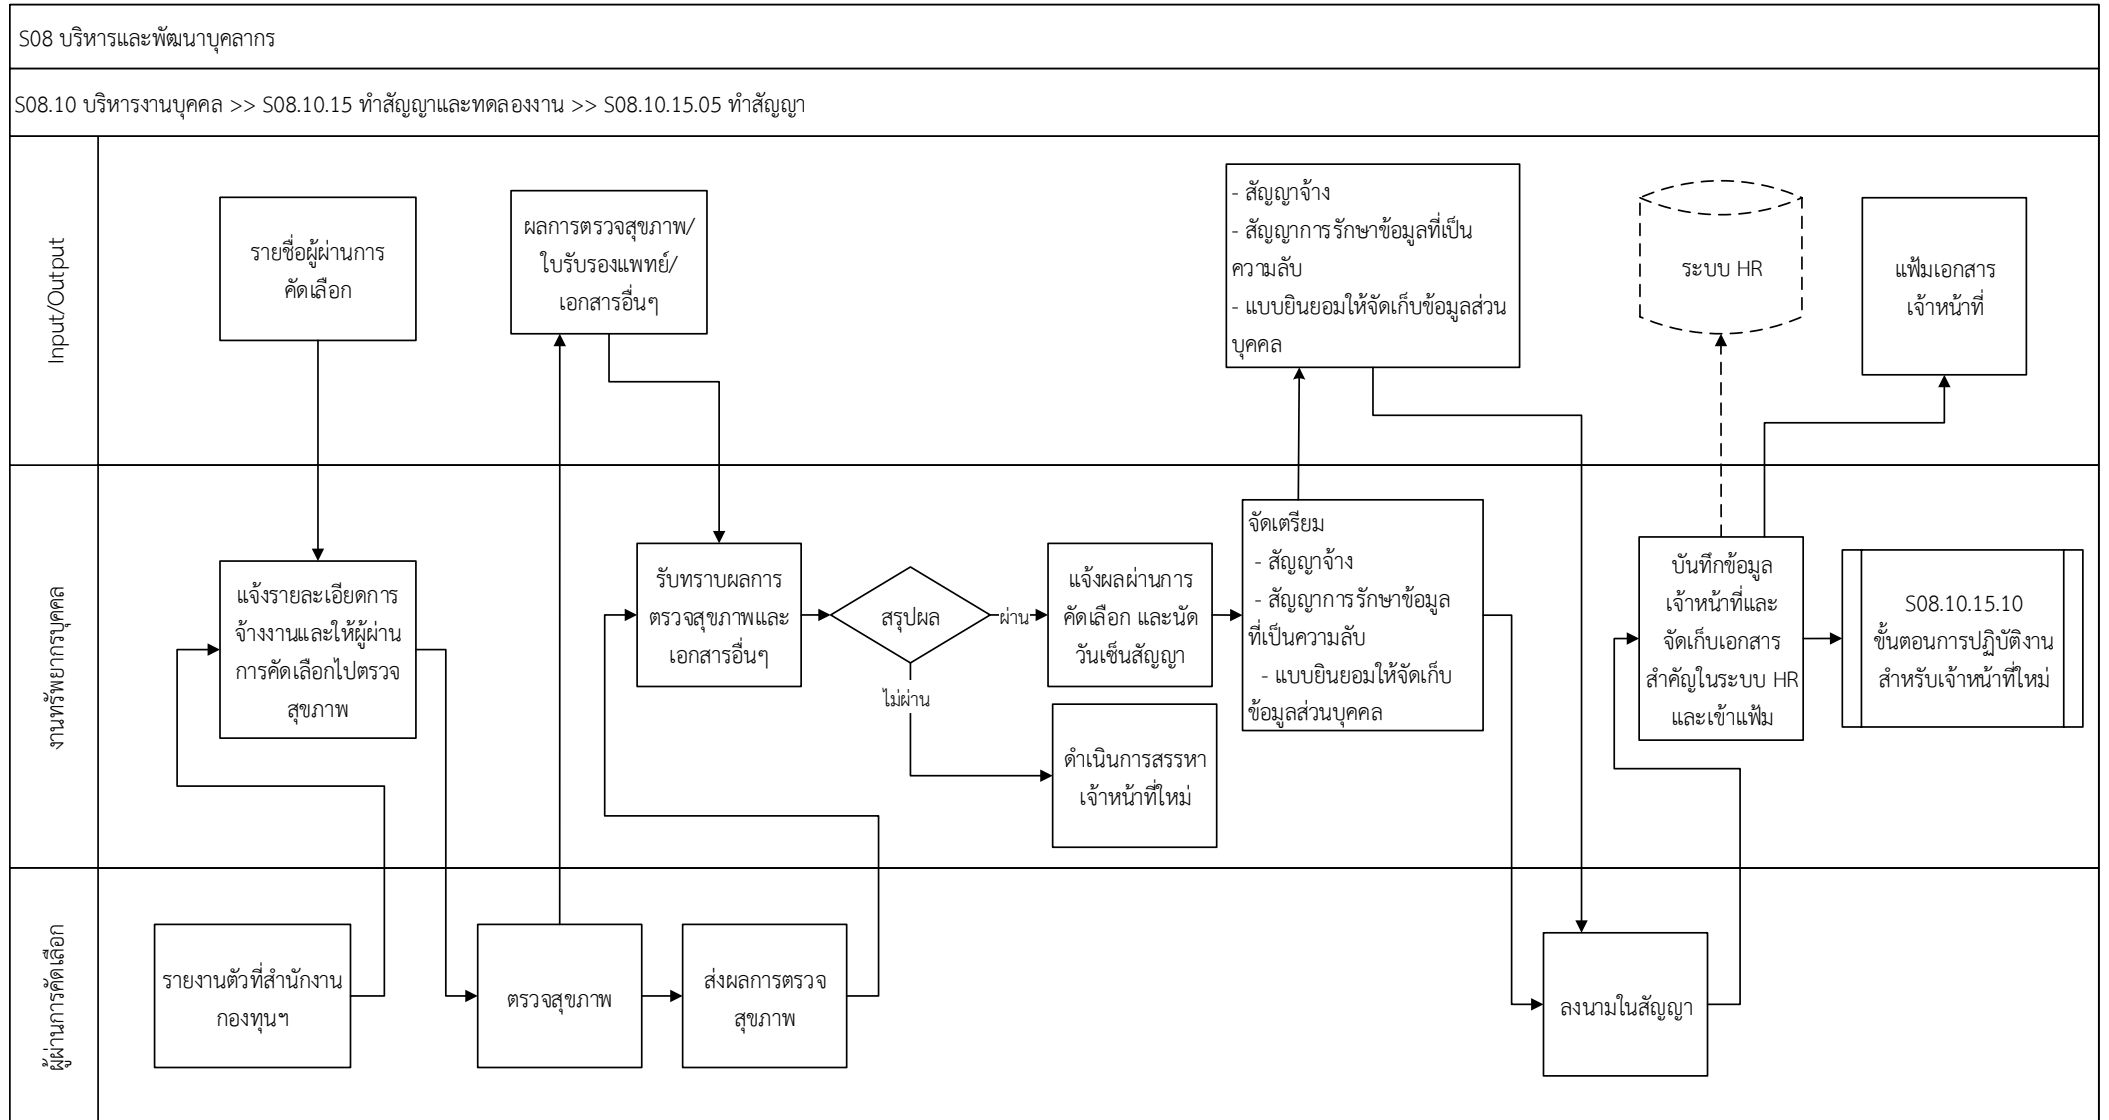 S08 บริหารและพัฒนาบุคลากร
S08.10 บริหารงานบุคคล >> S08.10.15 ทำสัญญาและทดลองงาน >> S08.10.15.05 ทำสัญญา
Input/Output
รายชื่อผู้ผ่านการ
คัดเลือก
ผลการตรวจสุขภาพ/
ใบรับรองแพทย์/
เอกสารอื่นๆ
- สัญญาจ้าง
- สัญญาการรักษาข้อมูลที่เป็น
ความลับ
- แบบยินยอมให้จัดเก็บข้อมูลส่วน
บุคคล
ระบบ HR
แฟ้มเอกสาร
เจ้าหน้าที่
งานทรัพยากรบุคคล
แจ้งรายละเอียดการ
จ้างงานและให้ผู้ผ่าน
การคัดเลือกไปตรวจ
สุขภาพ
รับทราบผลการ
ตรวจสุขภาพและ
เอกสารอื่นๆ
สรุปผล
ผ่าน
ไม่ผ่าน
แจ้งผลผ่านการ
คัดเลือก และนัด
วันเซ็นสัญญา
ดำเนินการสรรหา
เจ้าหน้าที่ใหม่
จัดเตรียม
- สัญญาจ้าง
- สัญญาการรักษาข้อมูล
ที่เป็นความลับ
- แบบยินยอมให้จัดเก็บ
ข้อมูลส่วนบุคคล
บันทึกข้อมูล
เจ้าหน้าที่และ
จัดเก็บเอกสาร
สำคัญในระบบ HR
และเข้าแฟ้ม
S08.10.15.10
ขั้นตอนการปฏิบัติงาน
สำหรับเจ้าหน้าที่ใหม่
ผู้ผ่านการคัดเลือก
รายงานตัวที่สำนักงาน
กองทุนฯ
ตรวจสุขภาพ
ส่งผลการตรวจ
สุขภาพ
ลงนามในสัญญา